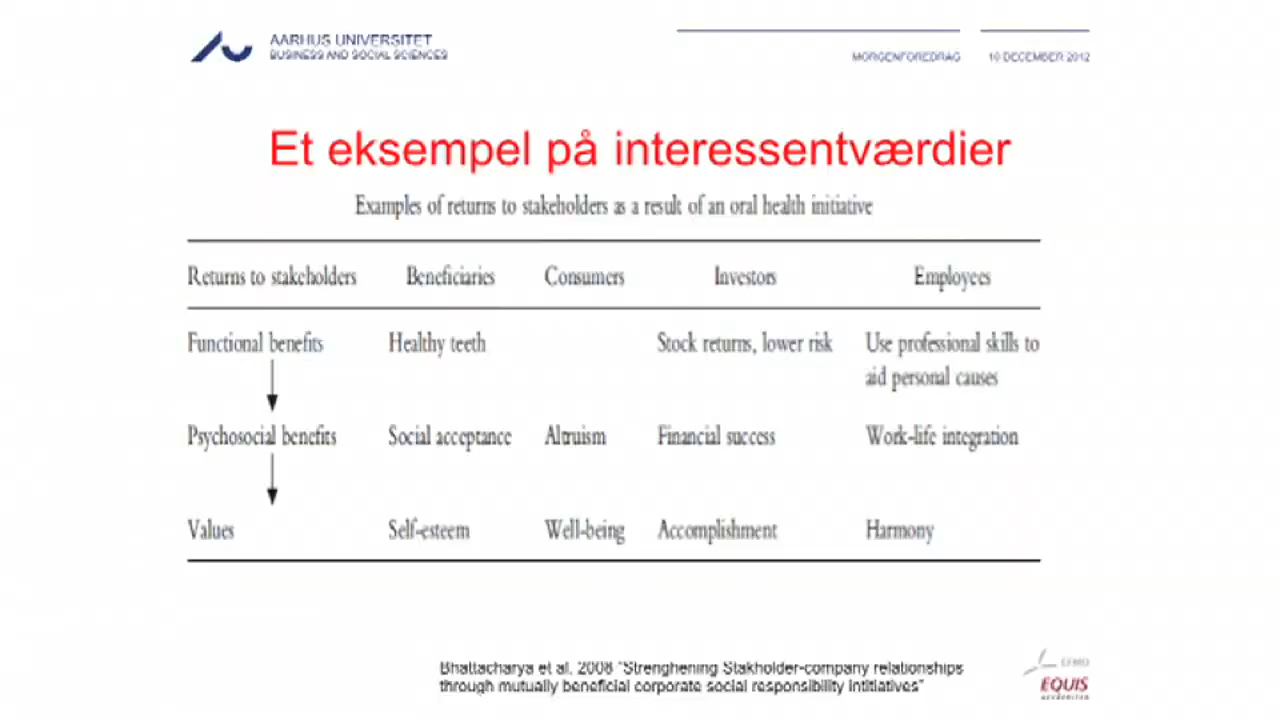 AARHUS UNIVERSITET
BUSINESS AND SOCIAL SCIENCES
MORGENFOREDRAG 10 DECEMBER 2012
Et eksempel på interessentværdier
Examples of returns to stakeholders as a result of an oral health initiative
Returns to stakeholders Beneficiaries Consumers Investors Employees
Functional benefits Healthy teeth Stock returns, lower risk Use professional skills to
aid personal causes
Psychosocial benefits Social acceptance Altruism Financial success Work-life integration
Values Self-esteem Well-being Accomplishment Harmony
Bhattacharya et al. 2008 "Strenghening Stakholder-company relationships
through mutually beneficial corporate social responsibility intitiatives"
EFMD
EQUIS
ACCREDITED